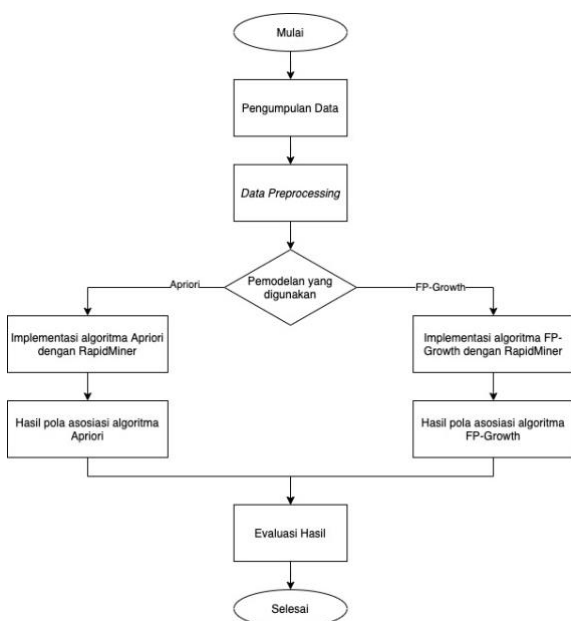 Mulai
Pengumpulan Data
Data Preprocessing
Pemodelan yang
digunakan
Apriori
FP-Growth
Implementasi algoritma Apriori
dengan RapidMiner
Implementasi algoritma FP-
Growth dengan RapidMiner
Hasil pola asosiasi algoritma
Apriori
Hasil pola asosiasi algoritma
FP-Growth
Evaluasi Hasil
Selesai